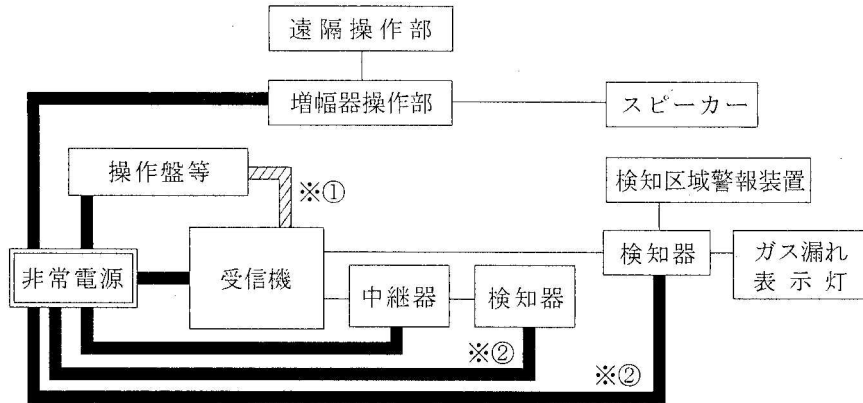 遠隔操作部
増幅器操作部
スピーカー
操作盤等
※①
検知区域警報装置
非常電源
受信機
検知器
ガス漏れ
表示灯
中継器
検知器
※②
※②